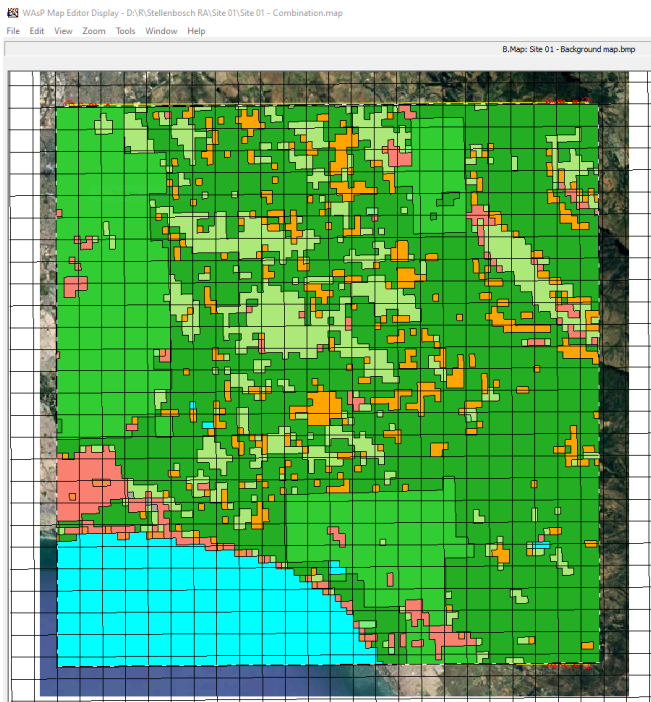 WAsP Map Editor Display - D:\R\Stellenbosch RA\Site 01\Site 01 - Combination.map
File Edit View Zoom Tools Window Help
B.Map: Site 01 - Background map.bmp